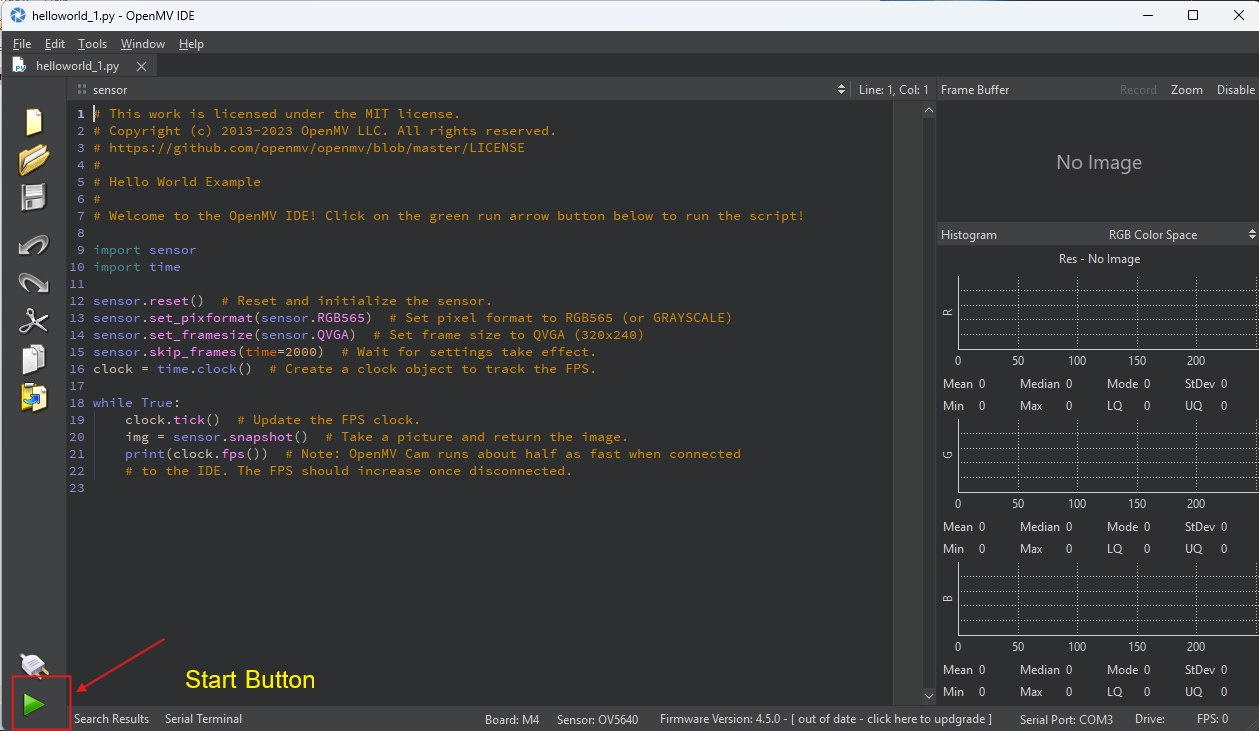 helloworld_1.py - OpenMV IDE
File Edit Tools Window Help
helloworld_1.py
sensor Line: 1, Col: 1 Frame Buffer Record Zoom Disable
1 # This work is licensed under the MIT license.
2 # Copyright (c) 2013-2023 OpenMV LLC. All rights reserved.
3 # https://github.com/openmv/openmv/blob/master/LICENSE
4 #
5 # Hello World Example
6 #
7 # Welcome to the OpenMV IDE! Click on the green run arrow button below to run the script!
8
9 import sensor
10 import time
11
12 sensor.reset()  # Reset and initialize the sensor.
13 sensor.set_pixformat(sensor.RGB565)  # Set pixel format to RGB565 (or GRAYSCALE)
14 sensor.set_framesize(sensor.QVGA)  # Set frame size to QVGA (320x240)
15 sensor.skip_frames(time=2000)  # Wait for settings take effect.
16 clock = time.clock()  # Create a clock object to track the FPS.
17
18 while True:
19     clock.tick()  # Update the FPS clock.
20     img = sensor.snapshot()  # Take a picture and return the image.
21     print(clock.fps())  # Note: OpenMV Cam runs about half as fast when connected
22     # to the IDE. The FPS should increase once disconnected.
23
No Image
Histogram RGB Color Space
Res - No Image
R
0 50 100 150 200
Mean 0 Median 0 Mode 0 StDev 0
Min 0 Max 0 LQ 0 UQ 0
G
0 50 100 150 200
Mean 0 Median 0 Mode 0 StDev 0
Min 0 Max 0 LQ 0 UQ 0
B
0 50 100 150 200
Mean 0 Median 0 Mode 0 StDev 0
Min 0 Max 0 LQ 0 UQ 0
Start Button
Search Results Serial Terminal Board: M4 Sensor: OV5640 Firmware Version: 4.5.0 - [ out of date - click here to updgrade ] Serial Port: COM3 Drive: FPS: 0